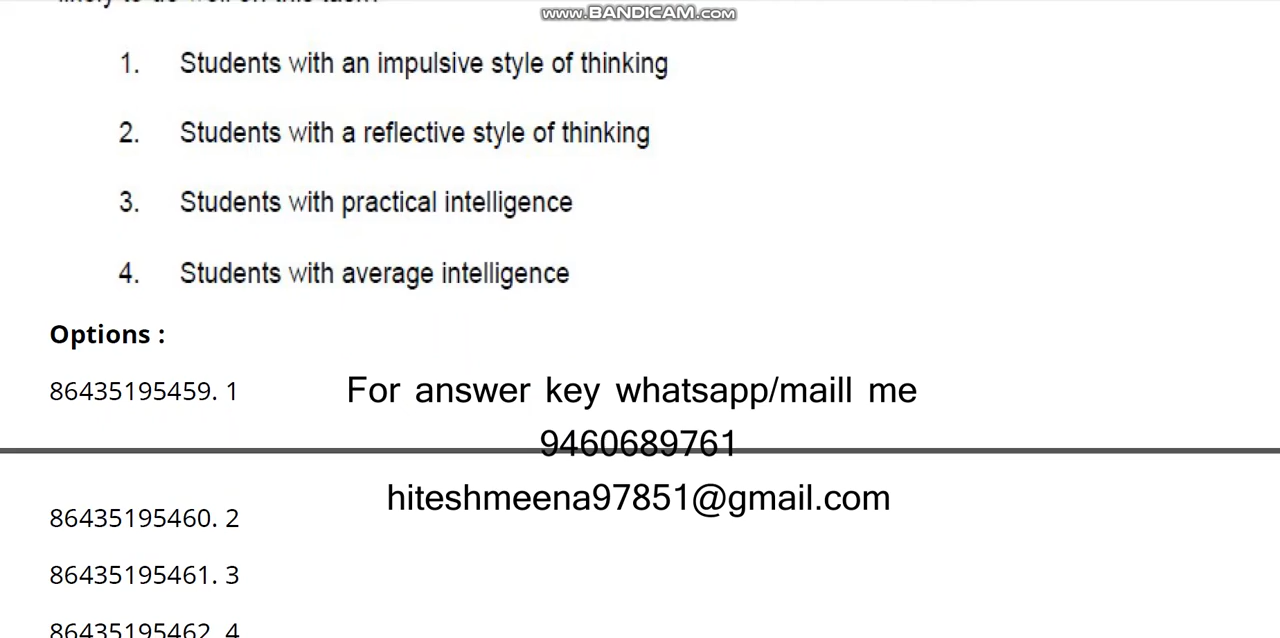 www.BANDICAM.com
1. Students with an impulsive style of thinking
2. Students with a reflective style of thinking
3. Students with practical intelligence
4. Students with average intelligence
Options :
86435195459. 1
For answer key whatsapp/maill me
9460689761
hiteshmeena97851@gmail.com
86435195460. 2
86435195461. 3
86435195462. 4